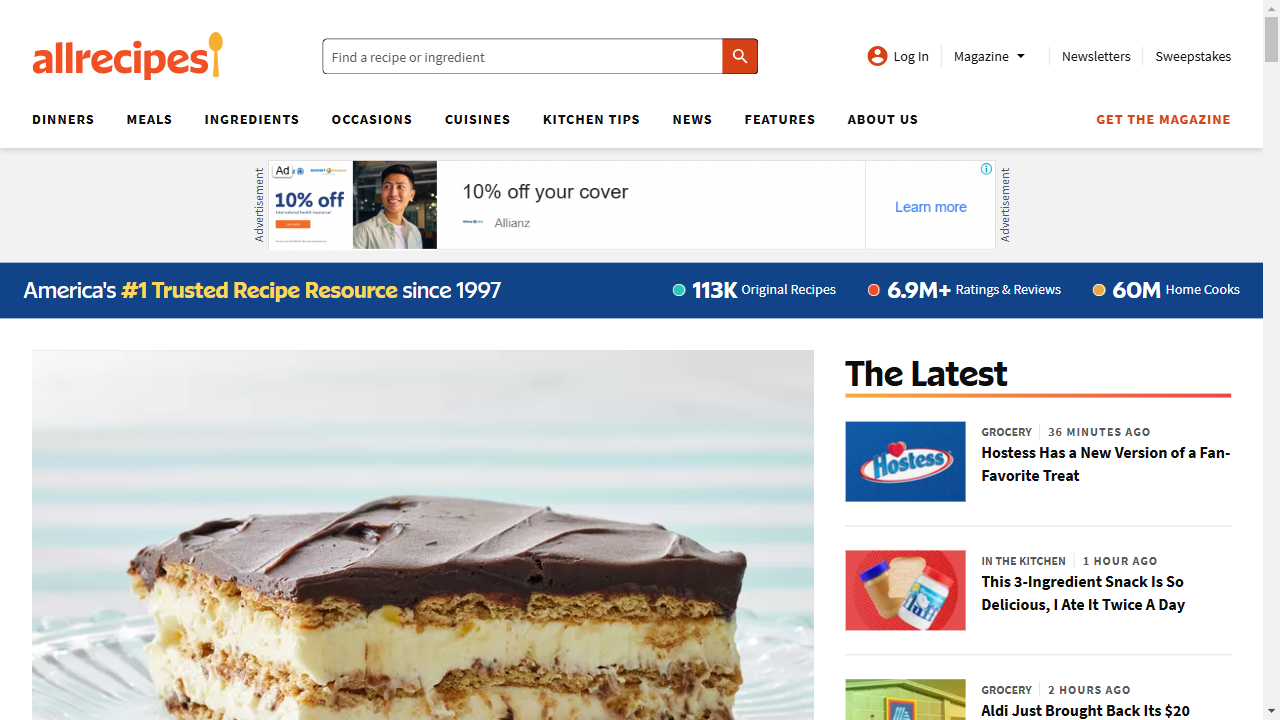 allrecipes
Find a recipe or ingredient
Log In
Magazine
Newsletters
Sweepstakes
DINNERS
MEALS
INGREDIENTS
OCCASIONS
CUISINES
KITCHEN TIPS
NEWS
FEATURES
ABOUT US
GET THE MAGAZINE
Advertisement
Ad
10% off
international health insurance!
10% off your cover
Allianz
Learn more
Advertisement
America's #1 Trusted Recipe Resource since 1997
113K Original Recipes
6.9M+ Ratings & Reviews
60M Home Cooks
The Latest
Hostess
GROCERY
36 MINUTES AGO
Hostess Has a New Version of a Fan-
Favorite Treat
fluff
IN THE KITCHEN
1 HOUR AGO
This 3-Ingredient Snack Is So
Delicious, I Ate It Twice A Day
GROCERY
2 HOURS AGO
Aldi Just Brought Back Its $20